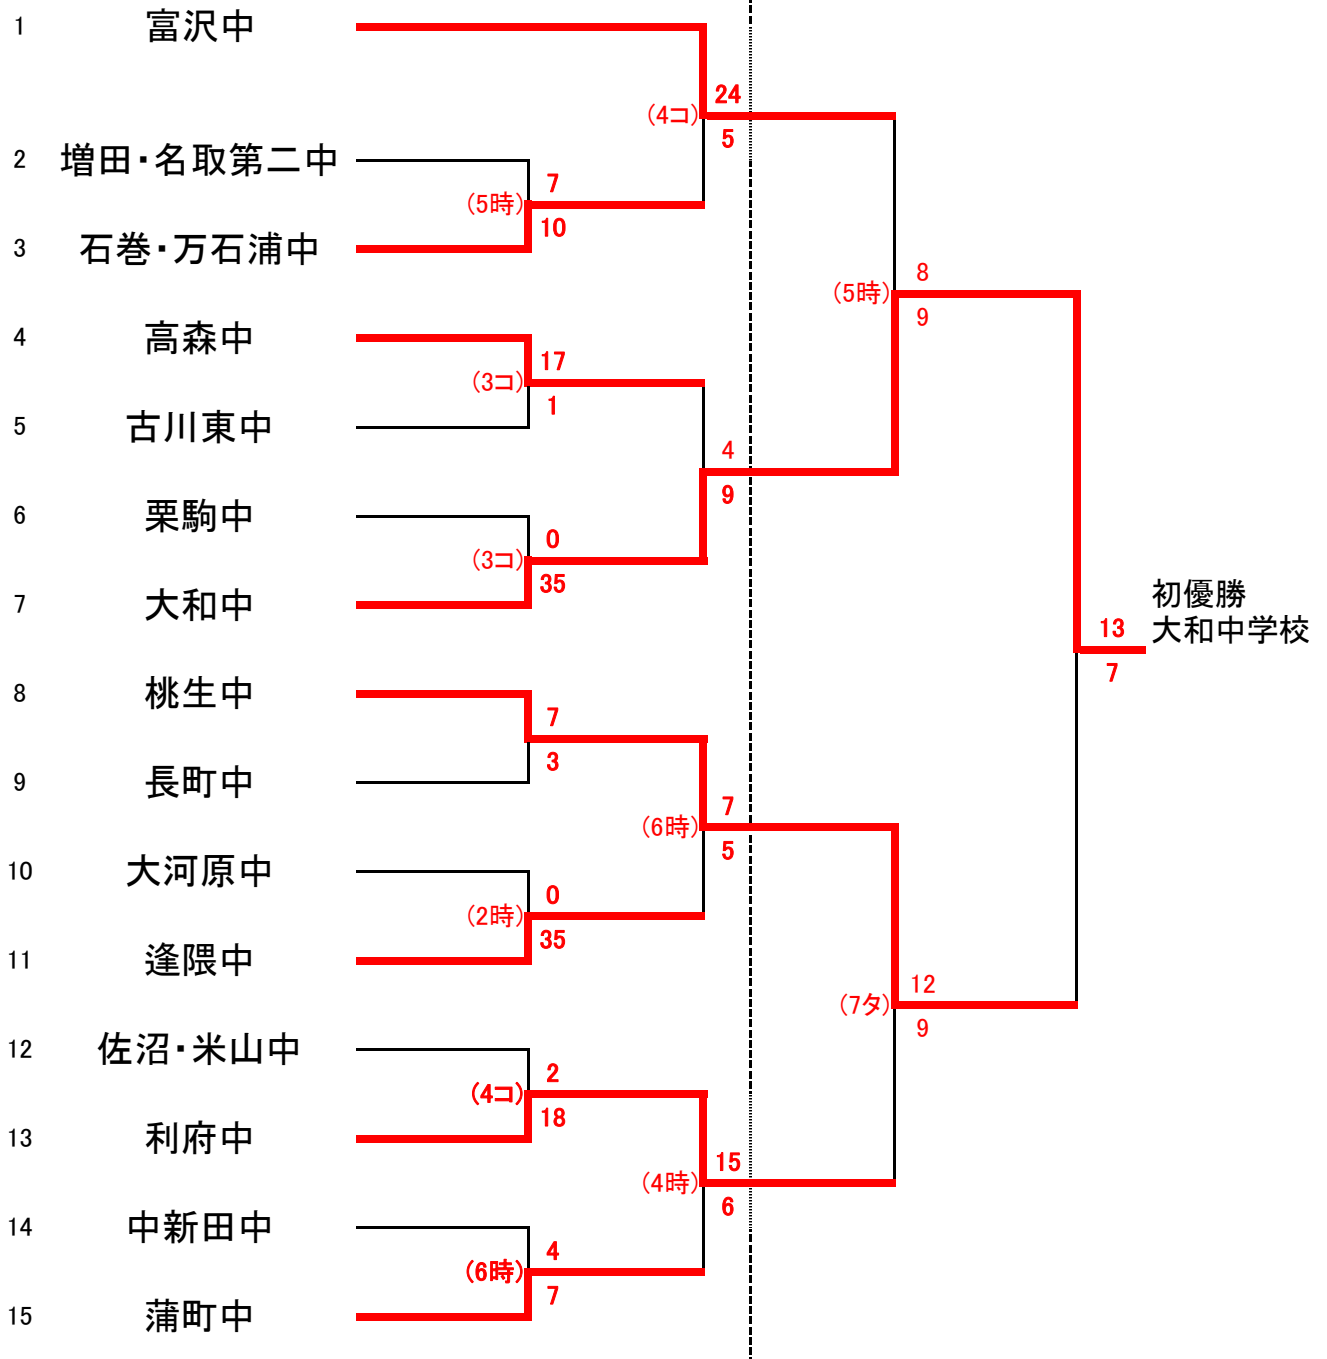 1 富沢中
24
(4コ)
5
2 増田・名取第二中
7
(5時)
10
3 石巻・万石浦中
8
(5時)
9
4 高森中
17
(3コ)
1
5 古川東中
4
9
6 栗駒中
0
(3コ)
35
7 大和中
初優勝
13 大和中学校
7
8 桃生中
7
3
9 長町中
7
(6時)
5
10 大河原中
0
(2時)
35
11 逢隈中
12
(7タ)
9
12 佐沼・米山中
2
(4コ)
18
13 利府中
15
(4時)
6
14 中新田中
4
(6時)
7
15 蒲町中